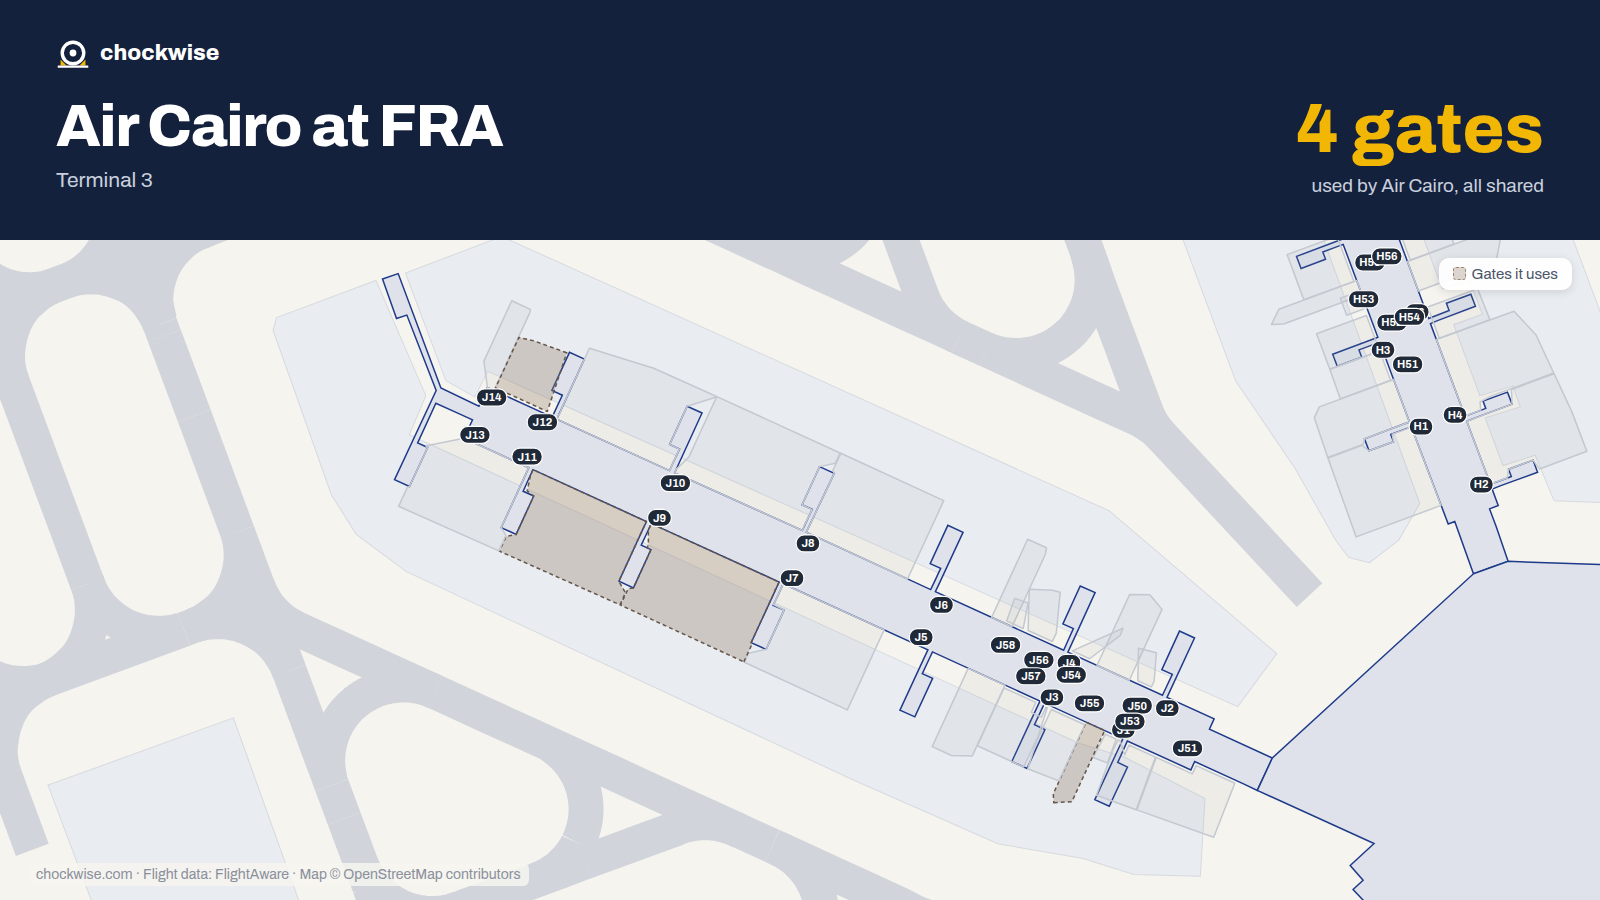 chockwise
Air Cairo at FRA
Terminal 3
4 gates
used by Air Cairo, all shared
Gates it uses
H56
H53
H54
H3
H51
H4
H1
H2
J14
J12
J13
J11
J10
J9
J8
J7
J6
J5
J58
J56
J4
J57
J54
J3
J55
J50
J2
J53
J51
chockwise.com · Flight data: FlightAware · Map © OpenStreetMap contributors